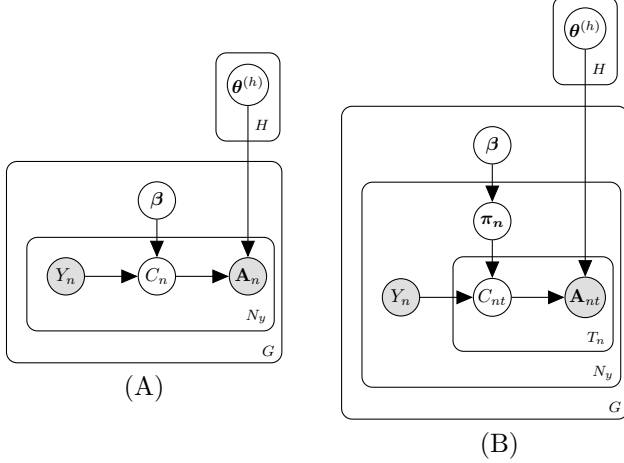 θ^(h)
H
β
Y_n
C_n
A_n
N_y
G
(A)
θ^(h)
H
β
π_n
Y_n
C_nt
A_nt
T_n
N_y
G
(B)